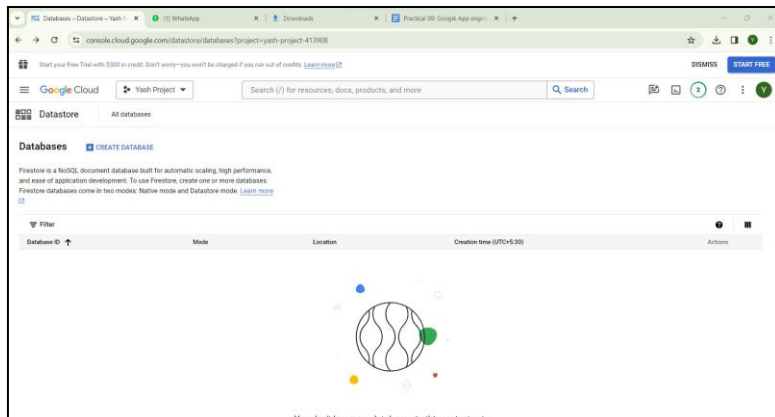 Databases – Datastore – Yash P
(1) WhatsApp
Downloads
Practical 09: Google App engin
console.cloud.google.com/datastore/databases?project=yash-project-413908
Start your Free Trial with $300 in credit. Don't worry—you won't be charged if you run out of credits. Learn more
DISMISS
START FREE
Google Cloud
Yash Project
Search (/) for resources, docs, products, and more
Search
2
Y
Datastore
All databases
Databases
CREATE DATABASE
Firestore is a NoSQL document database built for automatic scaling, high performance,
and ease of application development. To use Firestore, create one or more databases.
Firestore databases come in two modes: Native mode and Datastore mode. Learn more
Filter
Database ID
Mode
Location
Creation time (UTC+5:30)
Actions